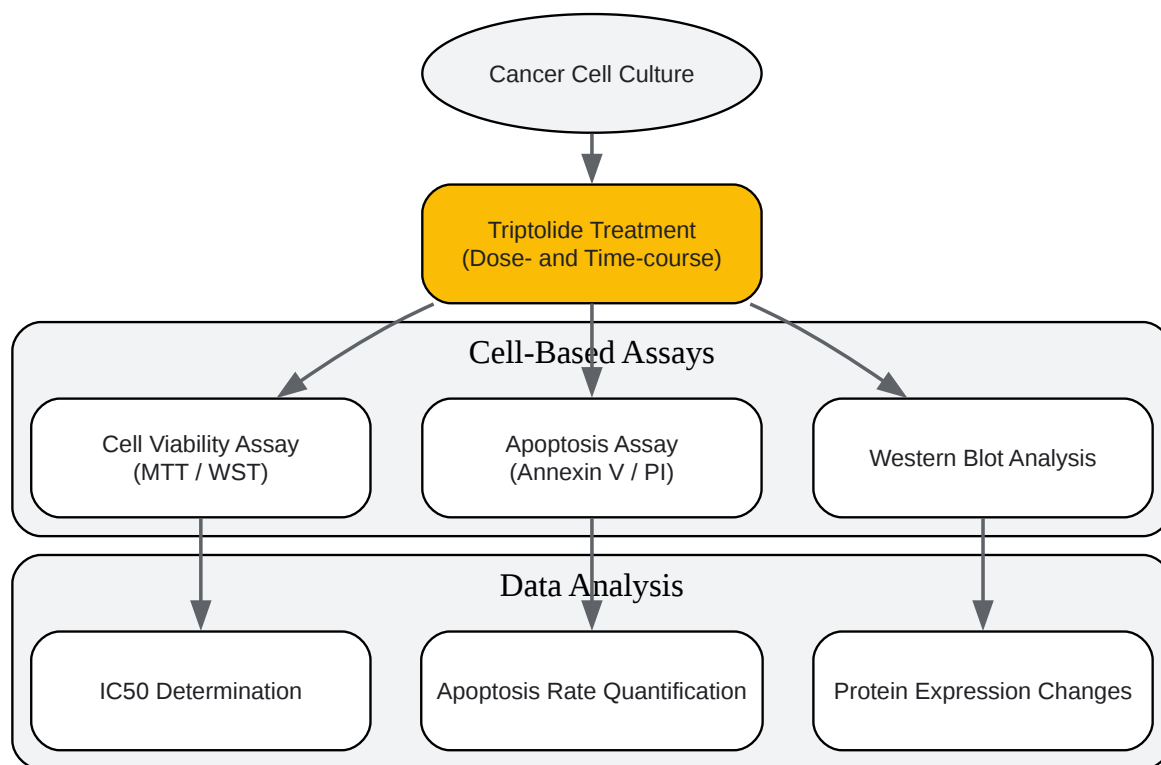 Cancer Cell Culture
Triptolide Treatment
(Dose- and Time-course)
Cell-Based Assays
Cell Viability Assay
(MTT / WST)
Apoptosis Assay
(Annexin V / PI)
Western Blot Analysis
Data Analysis
IC50 Determination
Apoptosis Rate Quantification
Protein Expression Changes